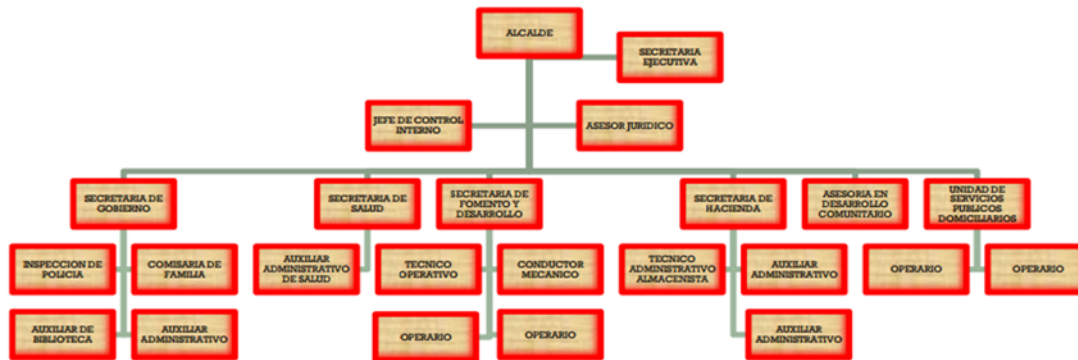 ALCALDE
SECRETARIA
EJECUTIVA
JEFE DE CONTROL
INTERNO
ASESOR JURIDICO
SECRETARIA DE
GOBIERNO
SECRETARIA DE
SALUD
SECRETARIA DE
FOMENTO Y
DESARROLLO
SECRETARIA DE
HACIENDA
ASESORIA EN
DESARROLLO
COMUNITARIO
UNIDAD DE
SERVICIOS
PUBLICOS
DOMICILIARIOS
INSPECCION DE
POLICIA
COMISARIA DE
FAMILIA
AUXILIAR
ADMINISTRATIVO
DE SALUD
TECNICO
OPERATIVO
CONDUCTOR
MECANICO
TECNICO
ADMINISTRATIVO
ALMACENISTA
AUXILIAR
ADMINISTRATIVO
OPERARIO
OPERARIO
AUXILIAR DE
BIBLIOTECA
AUXILIAR
ADMINISTRATIVO
OPERARIO
OPERARIO
AUXILIAR
ADMINISTRATIVO